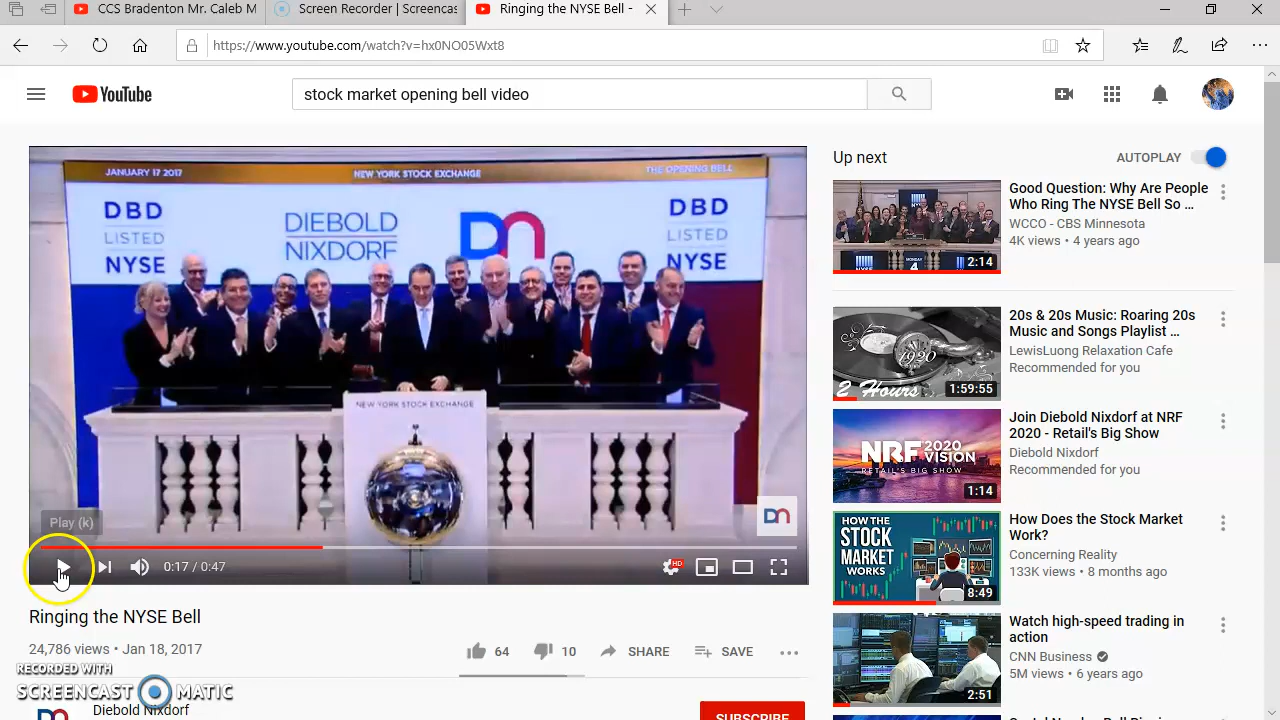 CCS Bradenton Mr. Caleb M
Screen Recorder | Screencas
Ringing the NYSE Bell -
https://www.youtube.com/watch?v=hx0NO05Wxt8
YouTube
stock market opening bell video
JANUARY 17 2017
NEW YORK STOCK EXCHANGE
THE OPENING BELL
DBD
LISTED
NYSE
DIEBOLD
NIXDORF
DN
DBD
LISTED
NYSE
NEW YORK STOCK EXCHANGE
DN
Play (k)
0:17 / 0:47
HD
Ringing the NYSE Bell
24,786 views • Jan 18, 2017
64
10
SHARE
SAVE
RECORDED WITH
SCREENCAST MATIC
Diebold Nixdorf
SUBSCRIBE
Up next
AUTOPLAY
Good Question: Why Are People
Who Ring The NYSE Bell So ...
WCCO - CBS Minnesota
4K views • 4 years ago
2:14
20s & 20s Music: Roaring 20s
Music and Songs Playlist ...
LewisLuong Relaxation Cafe
Recommended for you
1920
2 Hours
1:59:55
Join Diebold Nixdorf at NRF
2020 - Retail's Big Show
Diebold Nixdorf
Recommended for you
NRF 2020 VISION
RETAIL'S BIG SHOW
1:14
How Does the Stock Market
Work?
Concerning Reality
133K views • 8 months ago
HOW THE
STOCK
MARKET
WORKS
8:49
Watch high-speed trading in
action
CNN Business
5M views • 6 years ago
2:51